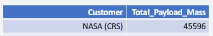 Customer Total_Payload_Mass
NASA (CRS) 45596